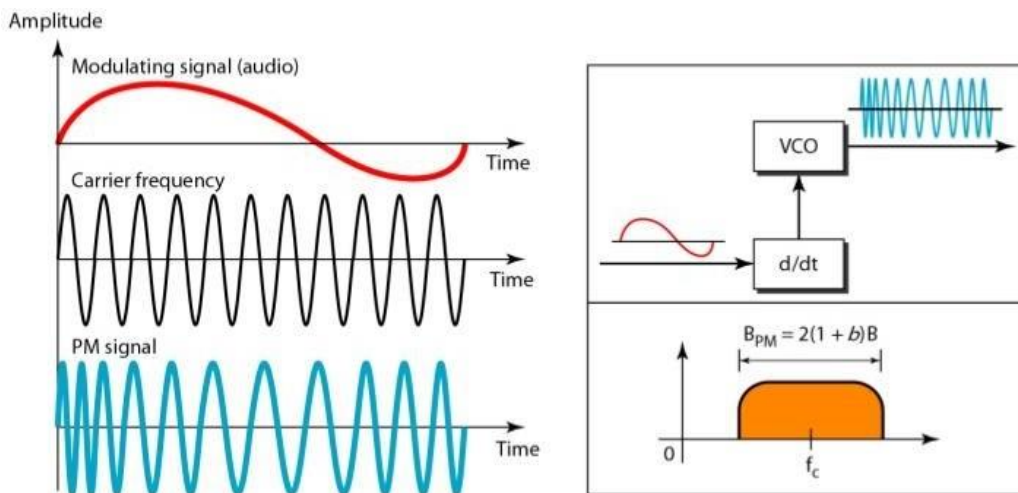 Amplitude
Modulating signal (audio)
Time
Carrier frequency
Time
PM signal
Time
VCO
d/dt
B_PM = 2(1 + b)B
0
f_c